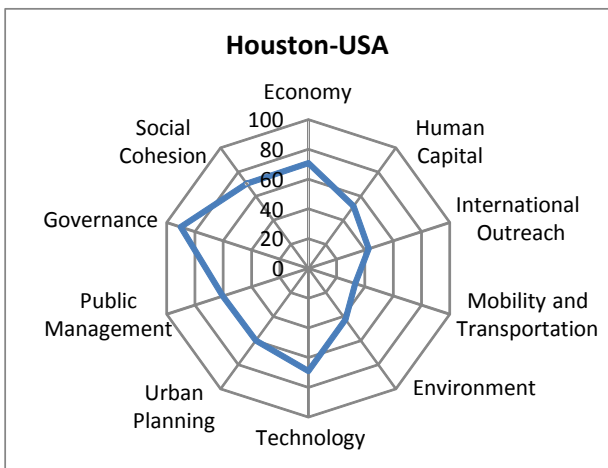 Houston-USA
Economy
100
80
60
40
20
0
Human
Capital
International
Outreach
Mobility and
Transportation
Environment
Technology
Urban
Planning
Public
Management
Governance
Social
Cohesion